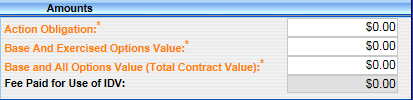 Amounts
Action Obligation:* $0.00
Base And Exercised Options Value:* $0.00
Base and All Options Value (Total Contract Value):* $0.00
Fee Paid for Use of IDV: $0.00